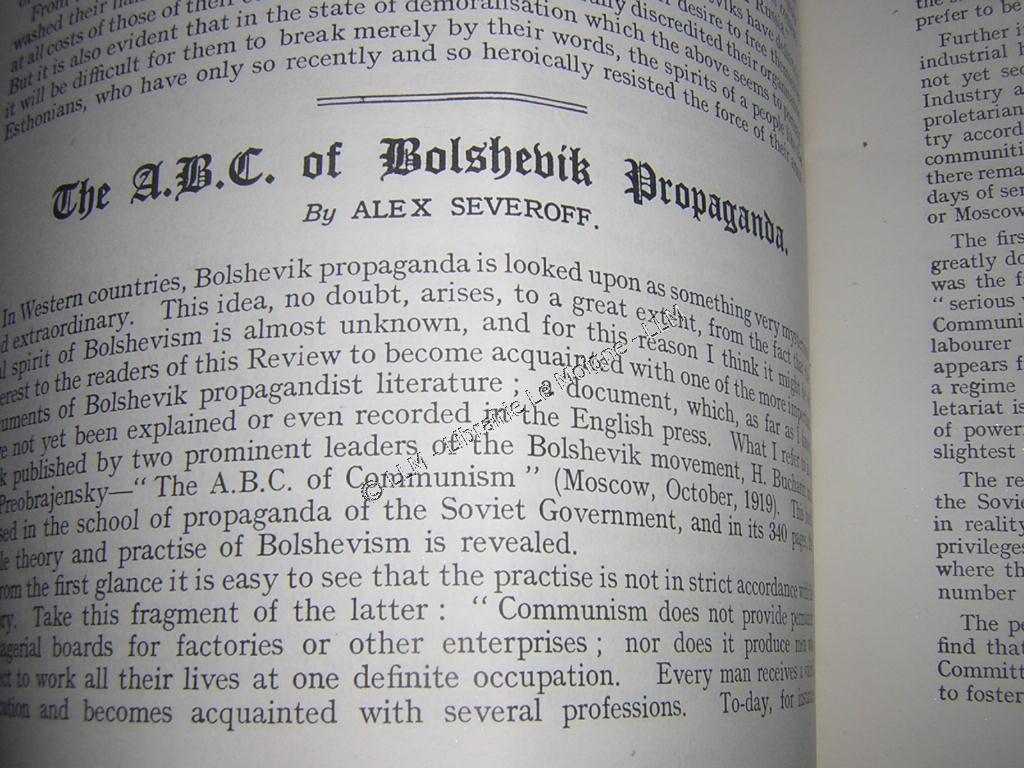 From
washed their
at all costs of those of their
But it is also evident that in the state of demoralisation which the above seems to
it will be difficult for them to break merely by their words, the spirits of a people
Esthonians, who have only so recently and so heroically resisted the force of their
The A.B.C. of Bolshevik Propaganda.
By ALEX SEVEROFF.
In Western countries, Bolshevik propaganda is looked upon as something very
extraordinary. This idea, no doubt, arises, to a great extent, from the fact
spirit of Bolshevism is almost unknown, and for this reason I think it might
to the readers of this Review to become acquainted with one of the more
of Bolshevik propagandist literature ; a document, which, as far as I
not yet been explained or even recorded in the English press. What I refer
published by two prominent leaders of the Bolshevik movement, H.
Preobrajensky—" The A.B.C. of Communism " (Moscow, October, 1919). This
in the school of propaganda of the Soviet Government, and in its 340 pages
theory and practise of Bolshevism is revealed.
From the first glance it is easy to see that the practise is not in strict accordance
Take this fragment of the latter : " Communism does not provide
boards for factories or other enterprises ; nor does it produce men
to work all their lives at one definite occupation. Every man receives a
and becomes acquainted with several professions. To-day, for
© LLM - Librairie Le Moine - LLM
prefer to be
Further
industrial
not yet
Industry
proletarian
try accord
there rema
days of
or Moscow
The firs
greatly
was the
" serious
Communi
labourer
appears
a regime
letariat is
of power
slightest
The re
the Sovi
in reality
privileges
where th
number
The pe
find that
Committ
to foster